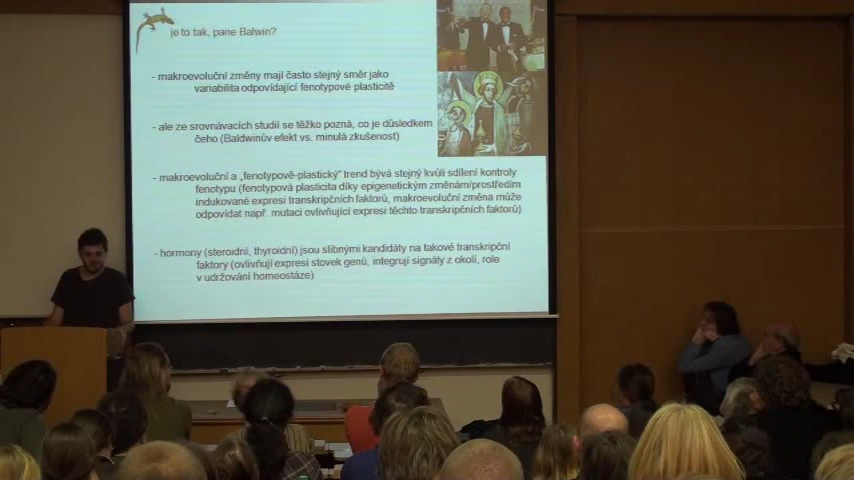 je to tak, pane Balwin?
- makroevoluční změny mají často stejný směr jako
variabilita odpovídající fenotypové plasticitě
- ale ze srovnávacích studií se těžko pozná, co je důsledkem
čeho (Baldwinův efekt vs. minulá zkušenost)
- makroevoluční a „fenotypově-plastický" trend bývá stejný kvůli sdílení kontroly
fenotypu (fenotypová plasticita díky epigenetickým změnám/prostředím
indukované expresi transkripčních faktorů, makroevoluční změna může
odpovídat např. mutaci ovlivňující expresi těchto transkripčních faktorů)
- hormony (steroidní, thyroidní) jsou slibnými kandidáty na takové transkripční
faktory (ovlivňují expresi stovek genů, integrují signály z okolí, role
v udržování homeostáze)